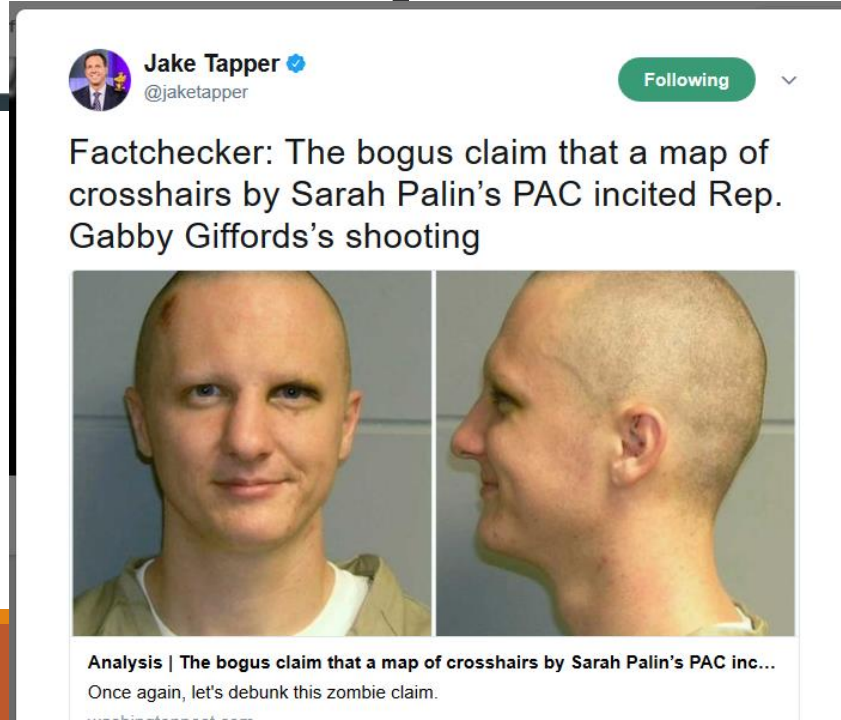 Jake Tapper
@jaketapper
Following
Factchecker: The bogus claim that a map of
crosshairs by Sarah Palin's PAC incited Rep.
Gabby Giffords's shooting
Analysis | The bogus claim that a map of crosshairs by Sarah Palin's PAC inc...
Once again, let's debunk this zombie claim.